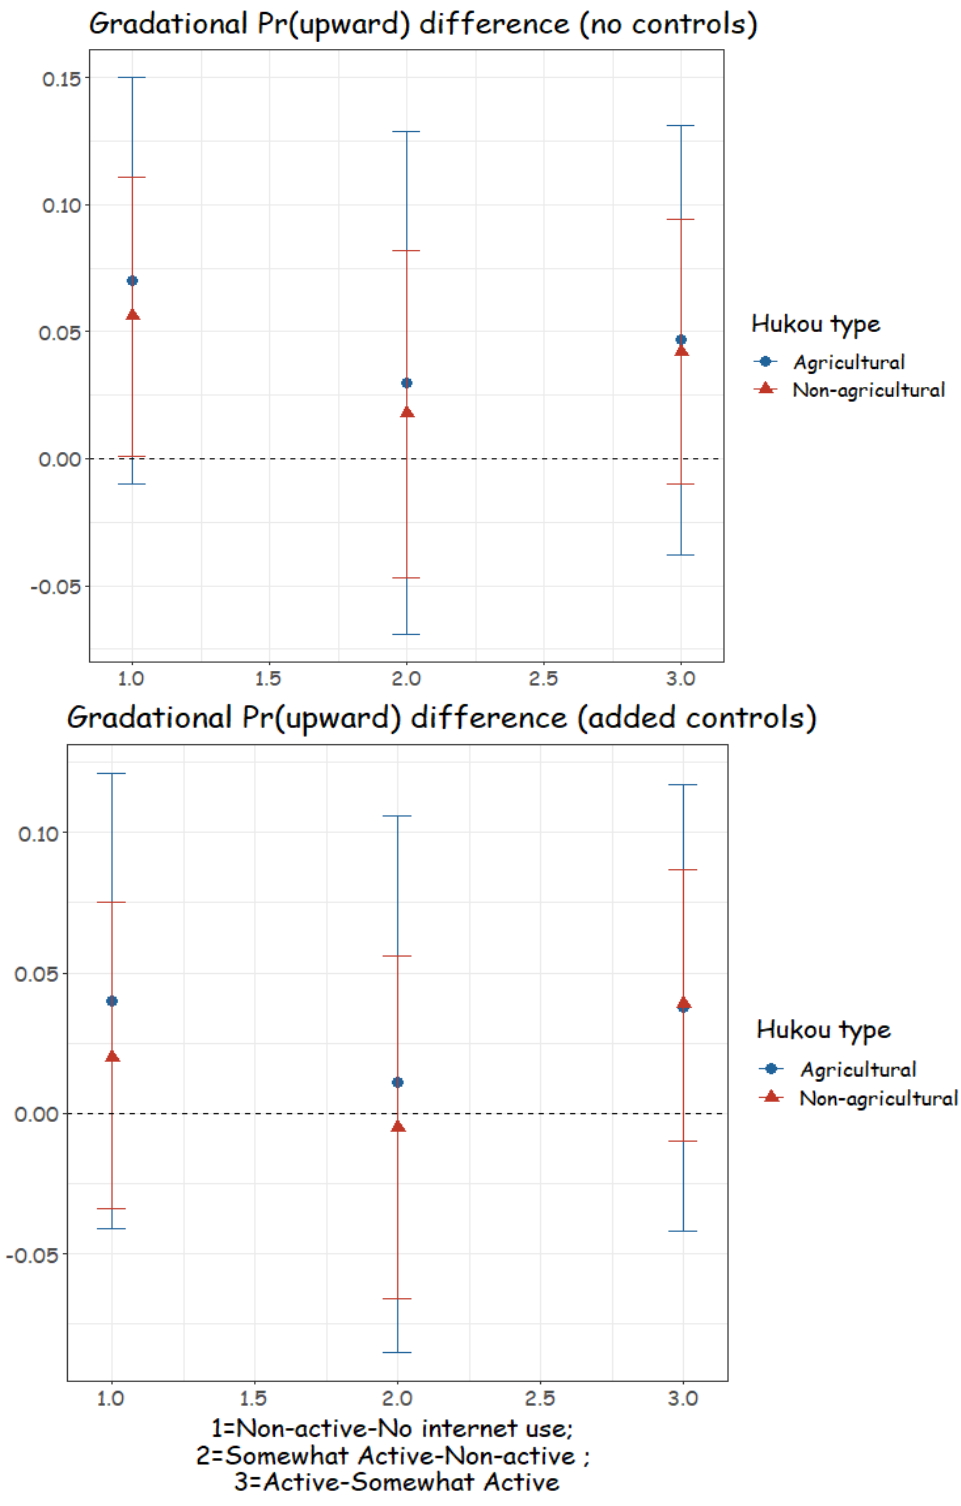 Gradational Pr(upward) difference (no controls)
0.15
0.10
0.05
0.00
-0.05
1.0 1.5 2.0 2.5 3.0
Hukou type
Agricultural
Non-agricultural
Gradational Pr(upward) difference (added controls)
0.10
0.05
0.00
-0.05
1.0 1.5 2.0 2.5 3.0
Hukou type
Agricultural
Non-agricultural
1=Non-active-No internet use;
2=Somewhat Active-Non-active ;
3=Active-Somewhat Active